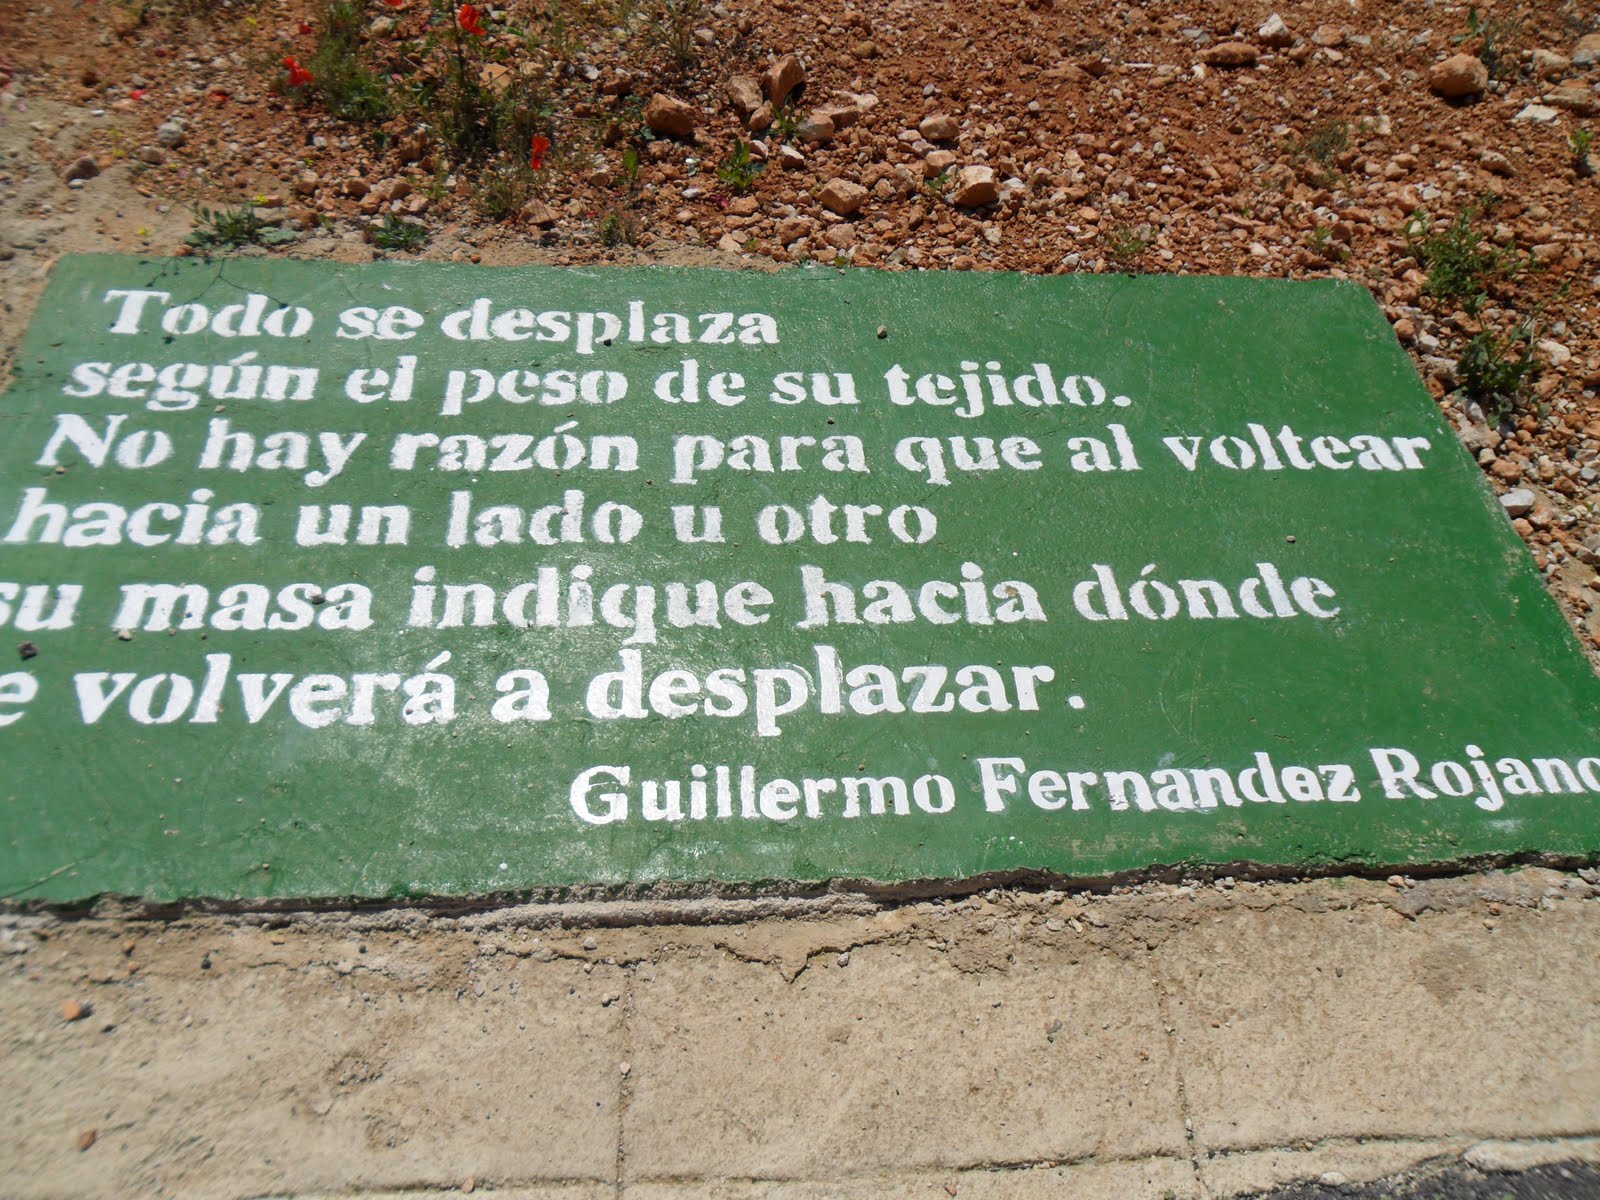 Todo se desplaza
según el peso de su tejido.
No hay razón para que al voltear
hacia un lado u otro
su masa indique hacia dónde
e volverá a desplazar.
Guillermo Fernandez Rojano